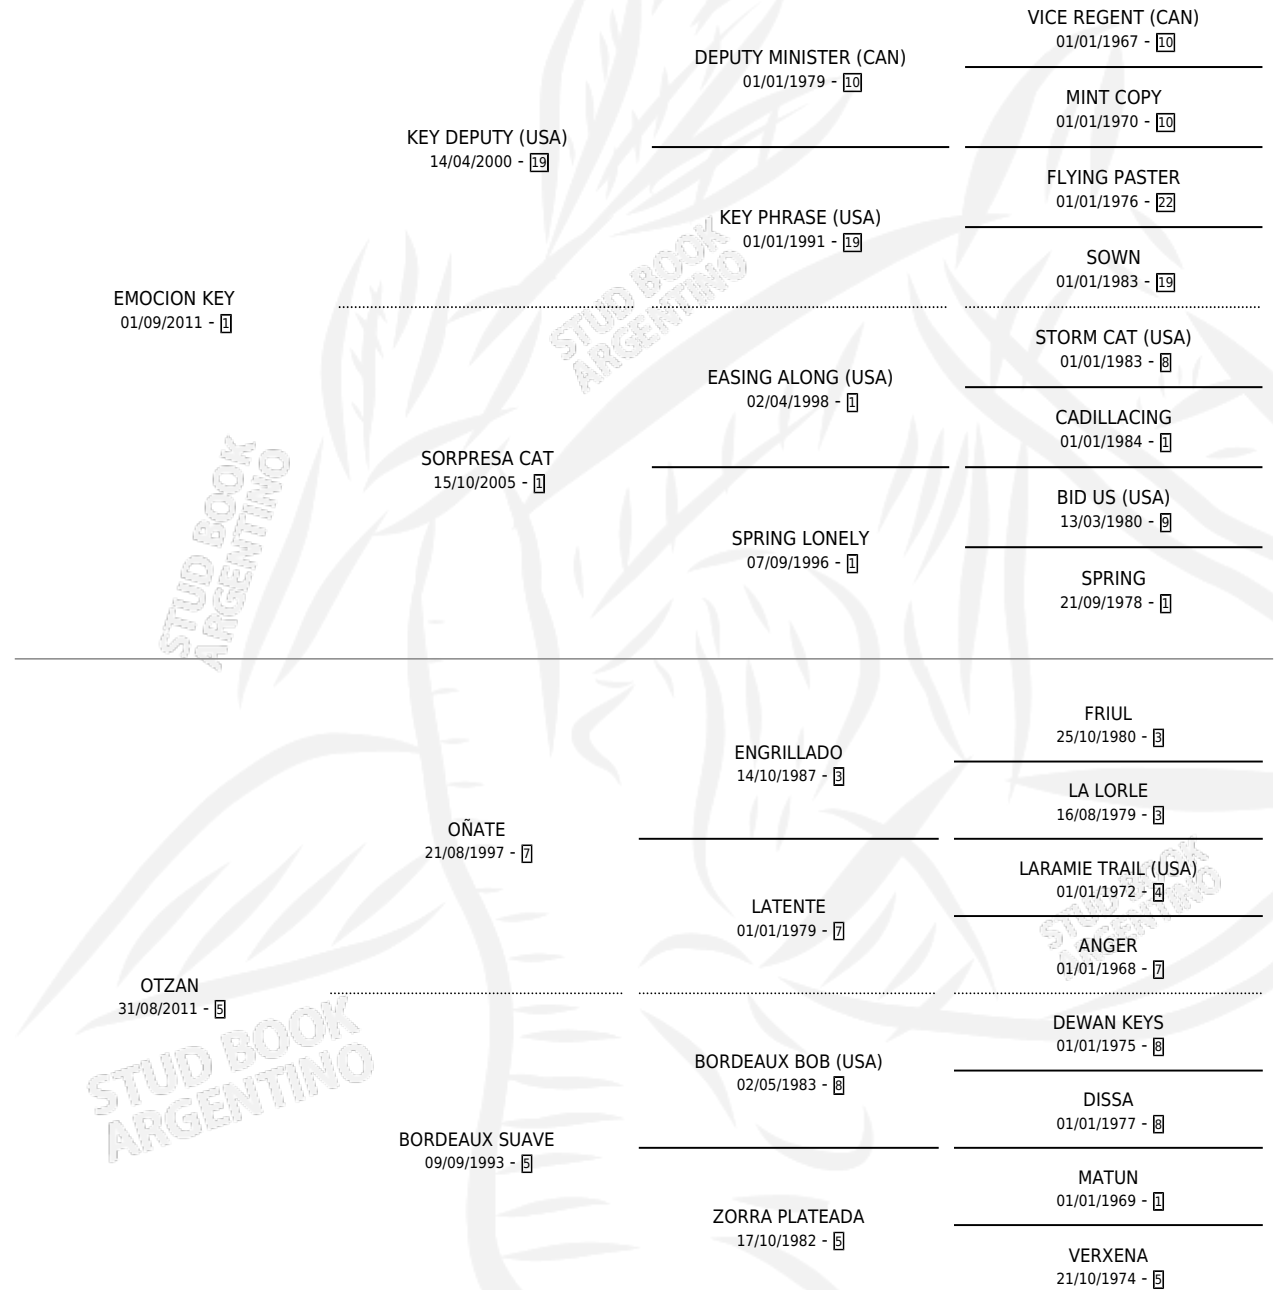 VICE REGENT (CAN)
01/01/1967 - 10
DEPUTY MINISTER (CAN)
01/01/1979 - 10
MINT COPY
01/01/1970 - 10
KEY DEPUTY (USA)
14/04/2000 - 19
FLYING PASTER
01/01/1976 - 22
KEY PHRASE (USA)
01/01/1991 - 19
SOWN
01/01/1983 - 19
EMOCION KEY
01/09/2011 - 1
STORM CAT (USA)
01/01/1983 - 8
EASING ALONG (USA)
02/04/1998 - 1
CADILLACING
01/01/1984 - 1
SORPRESA CAT
15/10/2005 - 1
BID US (USA)
13/03/1980 - 9
SPRING LONELY
07/09/1996 - 1
SPRING
21/09/1978 - 1
FRIUL
25/10/1980 - 3
ENGRILLADO
14/10/1987 - 3
LA LORLE
16/08/1979 - 3
OÑATE
21/08/1997 - 7
LARAMIE TRAIL (USA)
01/01/1972 - 4
LATENTE
01/01/1979 - 7
ANGER
01/01/1968 - 7
OTZAN
31/08/2011 - 5
DEWAN KEYS
01/01/1975 - 8
BORDEAUX BOB (USA)
02/05/1983 - 8
DISSA
01/01/1977 - 8
BORDEAUX SUAVE
09/09/1993 - 5
MATUN
01/01/1969 - 1
ZORRA PLATEADA
17/10/1982 - 5
VERXENA
21/10/1974 - 5
STUD BOOK
ARGENTINO
STUD BOOK
ARGENTINO
STUD BOOK
ARGENTINO
STUD BOOK
ARGENTINO